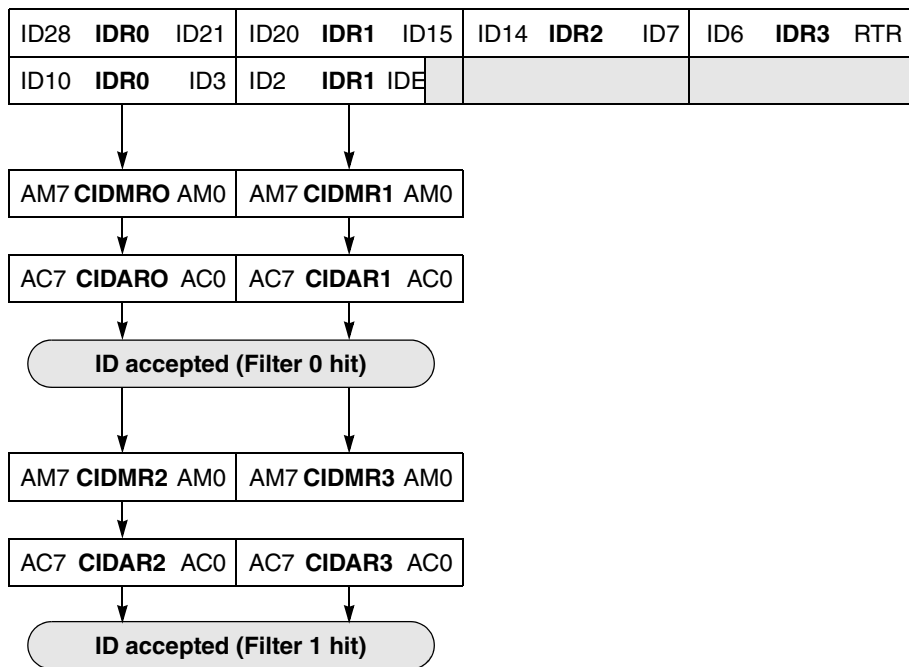 ID28 IDR0 ID21 ID20 IDR1 ID15 ID14 IDR2 ID7 ID6 IDR3 RTR
ID10 IDR0 ID3 ID2 IDR1 IDE
AM7 CIDMRO AM0 AM7 CIDMR1 AM0
AC7 CIDARO AC0 AC7 CIDAR1 AC0
ID accepted (Filter 0 hit)
AM7 CIDMR2 AM0 AM7 CIDMR3 AM0
AC7 CIDAR2 AC0 AC7 CIDAR3 AC0
ID accepted (Filter 1 hit)